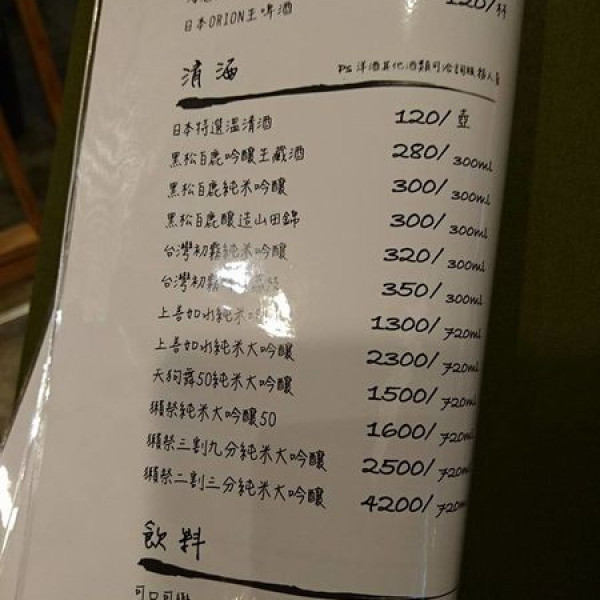 日本ORION生啤酒 120/杯
清酒 PS 洋酒其他酒類可洽詢服務人員
日本特選溫清酒 120/壺
黑松白鹿吟釀生藏酒 280/300ml
黑松白鹿純米吟釀 300/300ml
黑松白鹿釀造山田錦 300/300ml
台灣初霧純米吟釀 320/300ml
台灣初霧 350/300ml
上善如水純米 1300/720ml
上善如水純米大吟釀 2300/720ml
天狗舞50純米大吟釀 1500/720ml
獺祭純米大吟釀50 1600/720ml
獺祭三割九分純米大吟釀 2500/720ml
獺祭二割三分純米大吟釀 4200/720ml
飲料
可口可樂